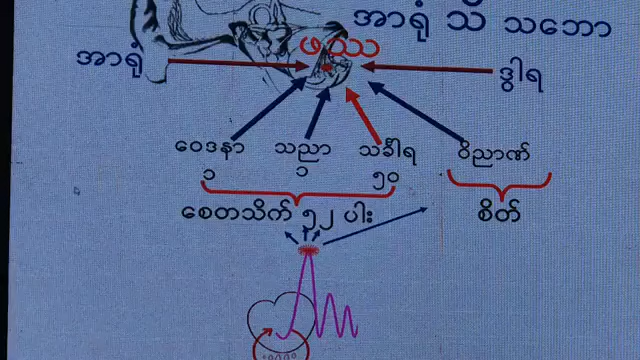 အာရုံ သိ သဘော
ဖဿ
အာရုံ
ဒွါရ
ဝေဒနာ သညာ သင်္ခါရ ဝိညာဏ်
၁ ၁ ၅၀
စေတသိက် ၅၂ ပါး စိတ်